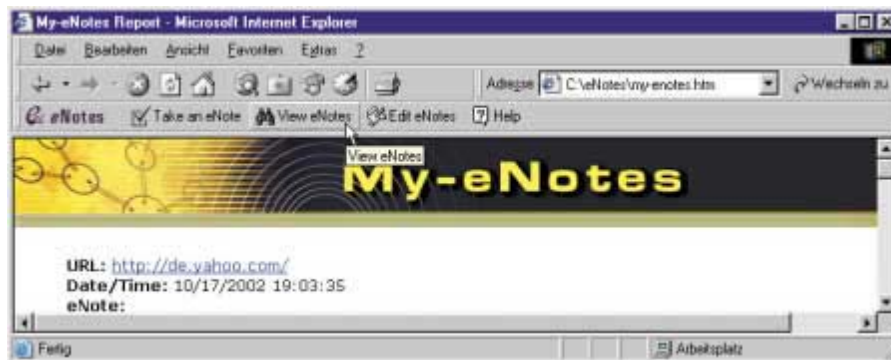 My-eNotes Report - Microsoft Internet Explorer
Datei Bearbeiten Ansicht Favoriten Extras ?
Adresse C:\eNotes\my-enotes.htm Wechseln zu
eNotes Take an eNote View eNotes Edit eNotes Help
View eNotes
My-eNotes
URL: http://de.yahoo.com/
Date/Time: 10/17/2002 19:03:35
eNote:
Fertig Arbeitsplatz